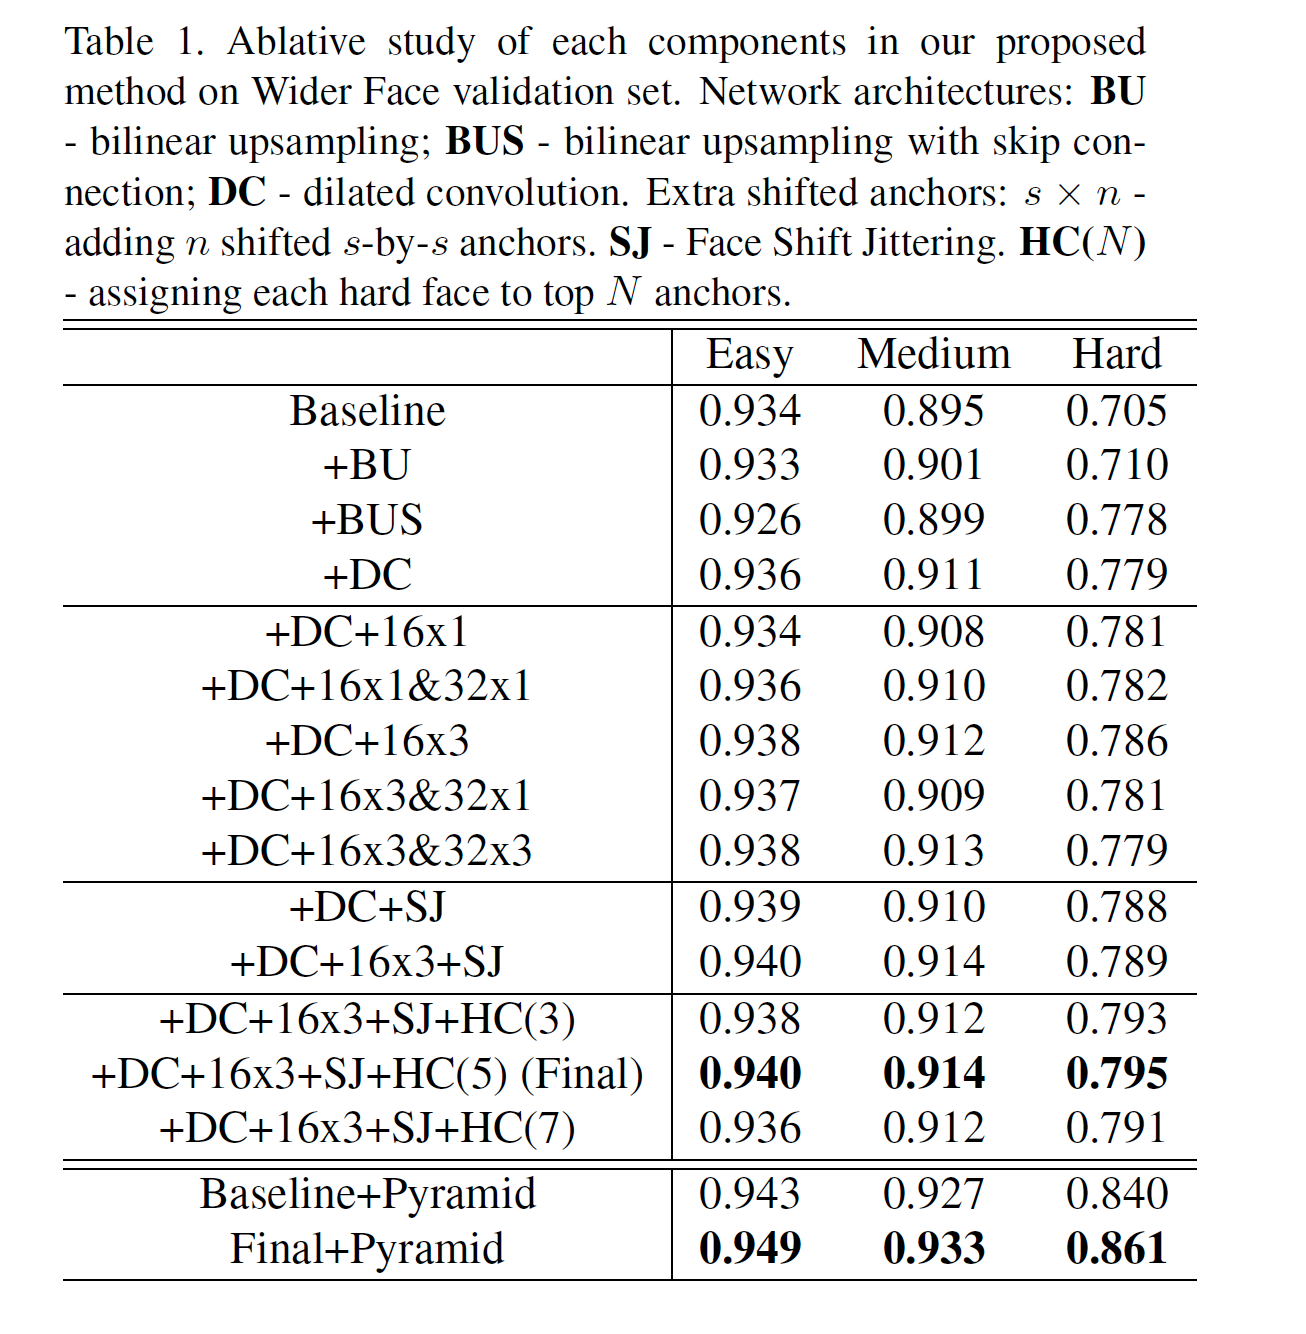 Table 1. Ablative study of each components in our proposed
method on Wider Face validation set. Network architectures: BU
- bilinear upsampling; BUS - bilinear upsampling with skip con-
nection; DC - dilated convolution. Extra shifted anchors: s × n -
adding n shifted s-by-s anchors. SJ - Face Shift Jittering. HC(N)
- assigning each hard face to top N anchors.
Easy Medium Hard
Baseline 0.934 0.895 0.705
+BU 0.933 0.901 0.710
+BUS 0.926 0.899 0.778
+DC 0.936 0.911 0.779
+DC+16x1 0.934 0.908 0.781
+DC+16x1&32x1 0.936 0.910 0.782
+DC+16x3 0.938 0.912 0.786
+DC+16x3&32x1 0.937 0.909 0.781
+DC+16x3&32x3 0.938 0.913 0.779
+DC+SJ 0.939 0.910 0.788
+DC+16x3+SJ 0.940 0.914 0.789
+DC+16x3+SJ+HC(3) 0.938 0.912 0.793
+DC+16x3+SJ+HC(5) (Final) 0.940 0.914 0.795
+DC+16x3+SJ+HC(7) 0.936 0.912 0.791
Baseline+Pyramid 0.943 0.927 0.840
Final+Pyramid 0.949 0.933 0.861